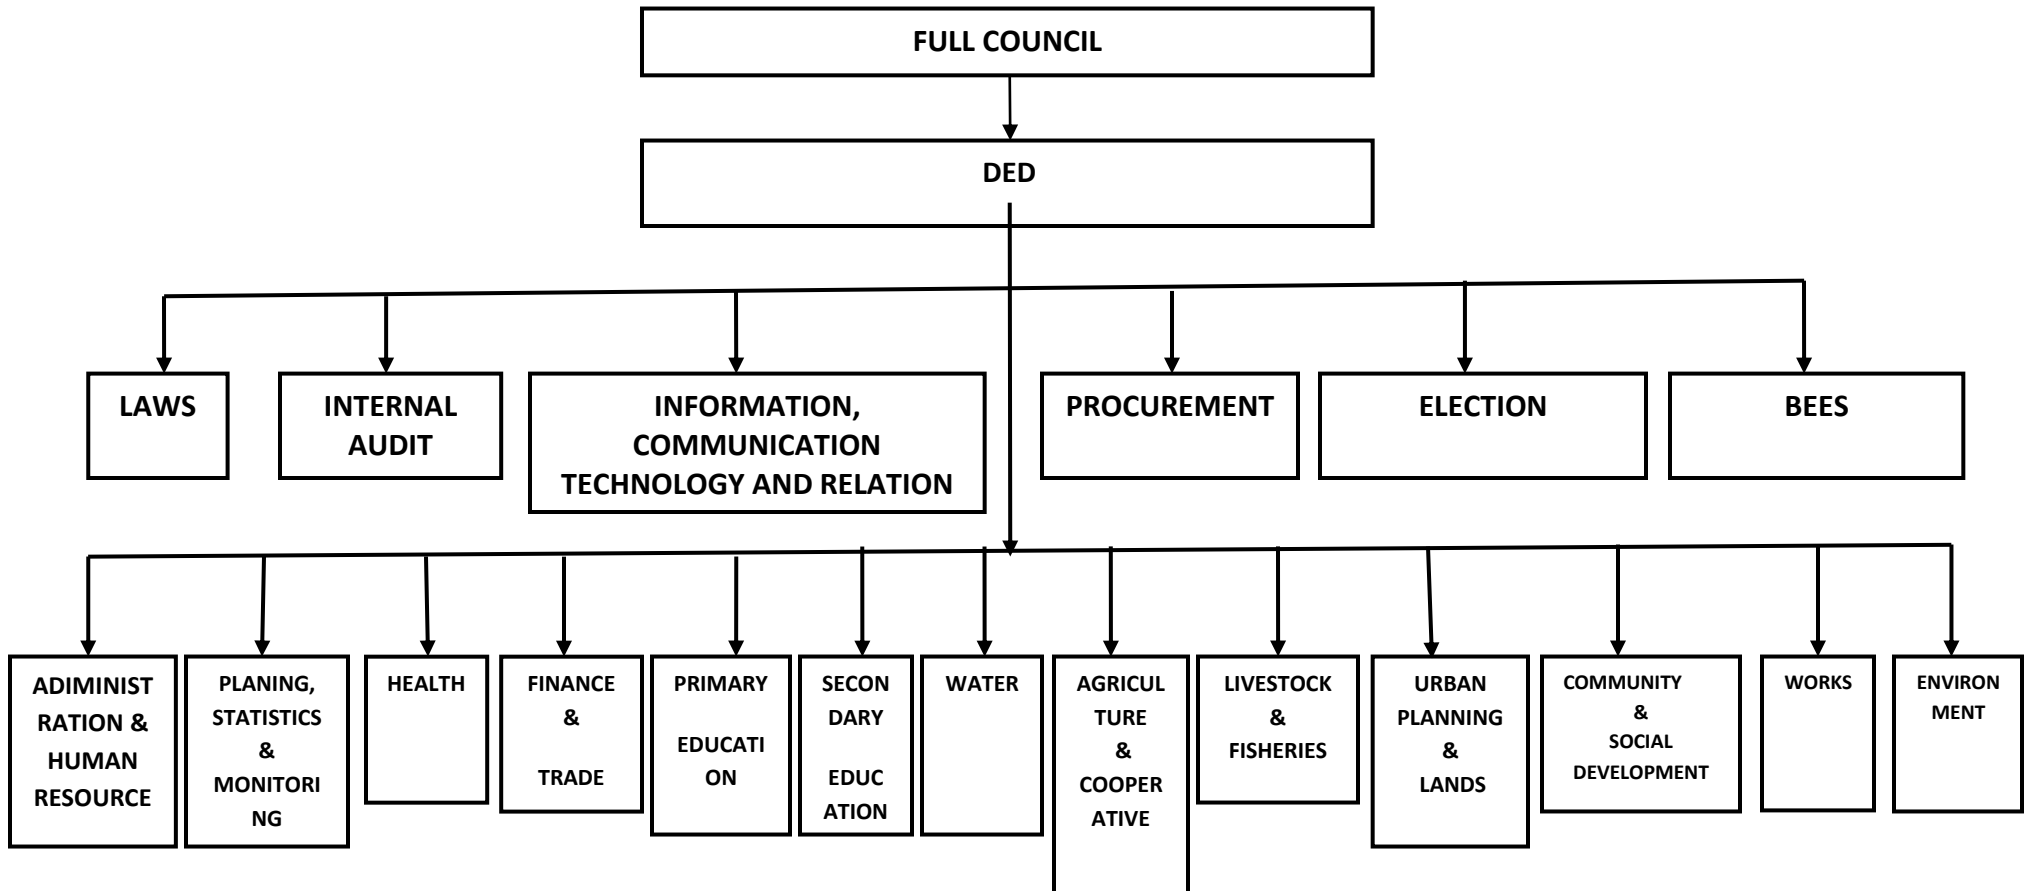 FULL COUNCIL
DED
LAWS
INTERNAL
AUDIT
INFORMATION,
COMMUNICATION
TECHNOLOGY AND RELATION
PROCUREMENT
ELECTION
BEES
ADIMINIST
RATION &
HUMAN
RESOURCE
PLANING,
STATISTICS
&
MONITORI
NG
HEALTH
FINANCE
&
TRADE
PRIMARY
EDUCATI
ON
SECON
DARY
EDUC
ATION
WATER
AGRICUL
TURE
&
COOPER
ATIVE
LIVESTOCK
&
FISHERIES
URBAN
PLANNING
&
LANDS
COMMUNITY
&
SOCIAL
DEVELOPMENT
WORKS
ENVIRON
MENT